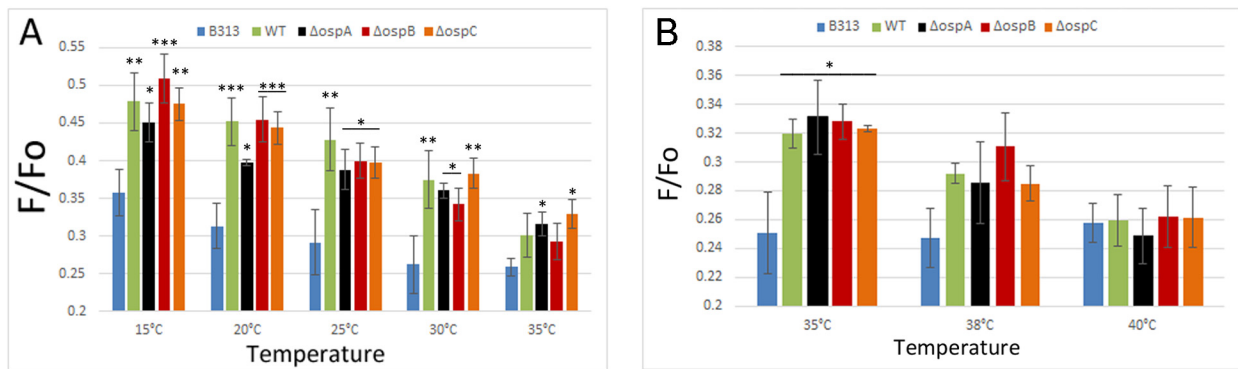 A
B313 WT ΔospA ΔospB ΔospC
0.55
0.5
0.45
0.4
0.35
0.3
0.25
0.2
F/Fo
*** ** * **
*** * ***
** *
** * **
* *
15°C 20°C 25°C 30°C 35°C
Temperature
B
B313 WT ΔospA ΔospB ΔospC
0.38
0.36
0.34
0.32
0.3
0.28
0.26
0.24
0.22
0.2
F/Fo
*
35°C 38°C 40°C
Temperature